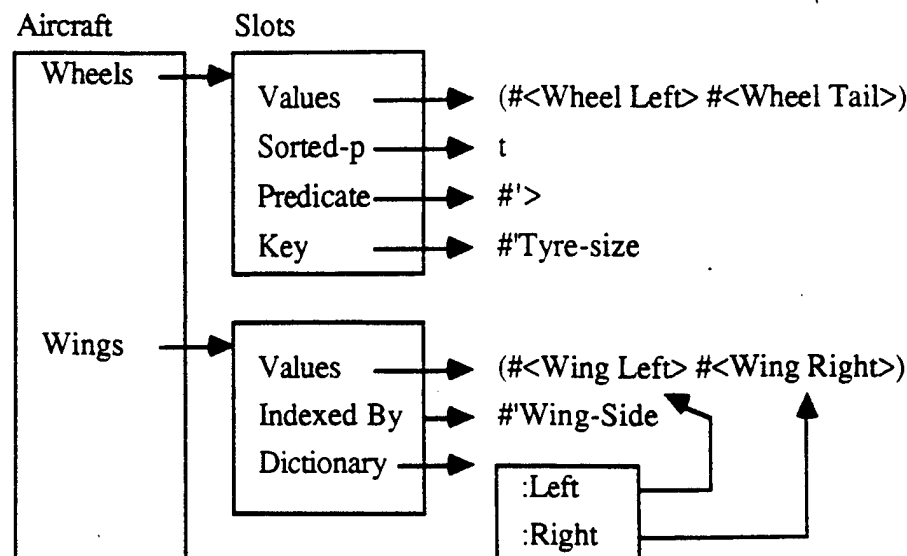 Aircraft Slots
Wheels
Values (#<Wheel Left> #<Wheel Tail>)
Sorted-p t
Predicate #'>
Key #'Tyre-size
Wings
Values (#<Wing Left> #<Wing Right>)
Indexed By #'Wing-Side
Dictionary
:Left
:Right